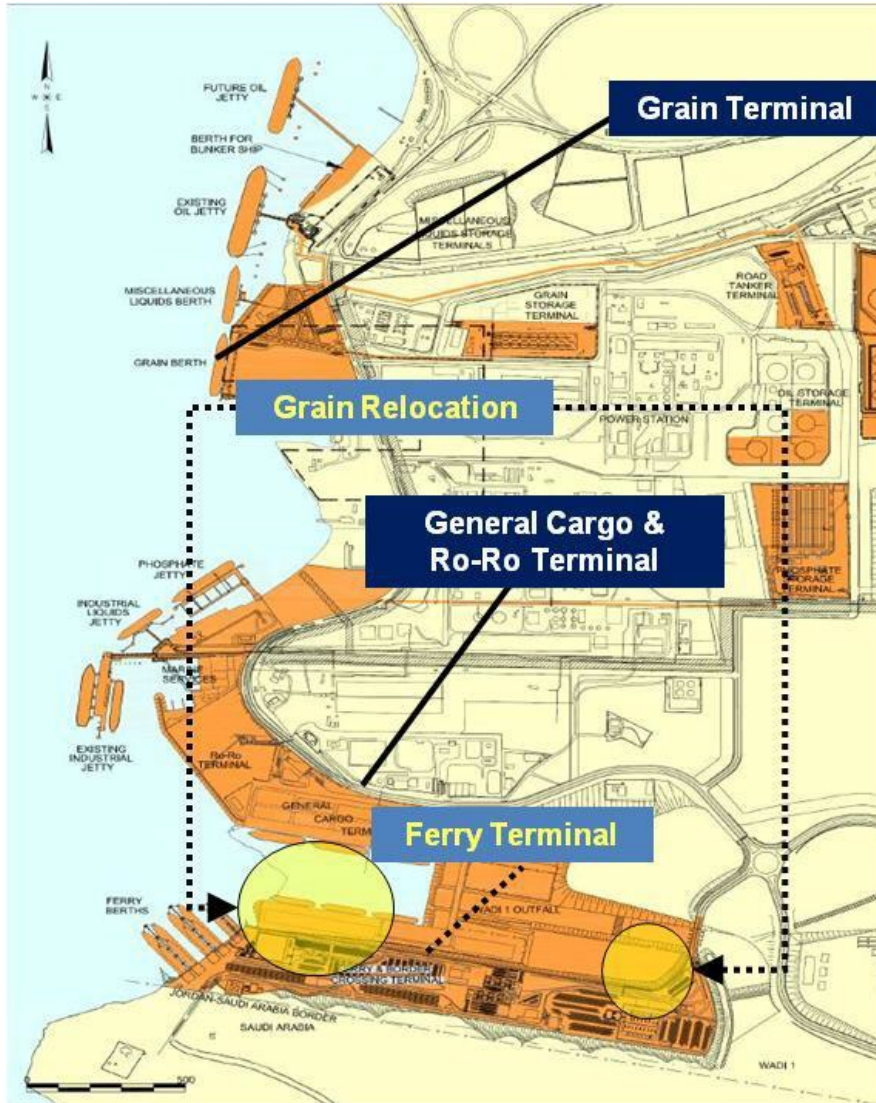 N
W E
S
FUTURE OIL
JETTY
Grain Terminal
BERTH FOR
BUNKER SHIP
EXISTING
OIL JETTY
MISCELLANEOUS
LIQUIDS STORAGE
TERMINALS
MISCELLANEOUS
LIQUIDS BERTH
GRAIN
STORAGE
TERMINAL
ROAD
TANKER
TERMINAL
GRAIN BERTH
Grain Relocation
OIL STORAGE
TERMINAL
POWER STATION
General Cargo &
Ro-Ro Terminal
PHOSPHATE
JETTY
PHOSPHATE
STORAGE
TERMINAL
INDUSTRIAL
LIQUIDS
JETTY
MARINE
SERVICES
EXISTING
INDUSTRIAL
JETTY
Ro-Ro
TERMINAL
GENERAL
CARGO
Ferry Terminal
FERRY
BERTHS
WADI 1 OUTFALL
& BORDER
CROSSING TERMINAL
JORDAN-SAUDI ARABIA BORDER
SAUDI ARABIA
WADI 1
0 500